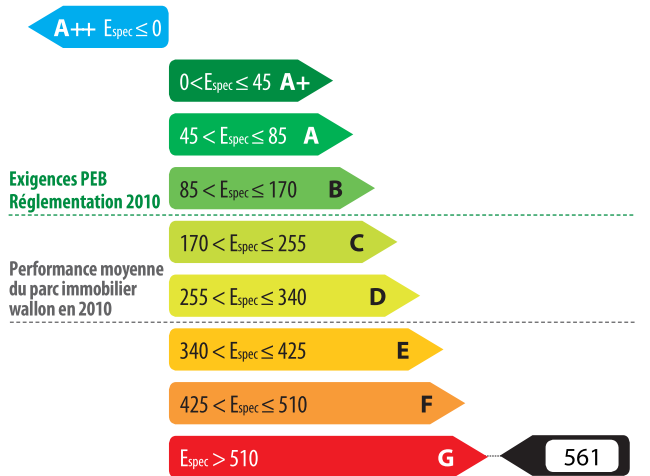 A++ Espec ≤ 0
0<Espec ≤ 45 A+
45 < Espec ≤ 85 A
Exigences PEB
Réglementation 2010
85 < Espec ≤ 170 B
170 < Espec ≤ 255 C
Performance moyenne
du parc immobilier
wallon en 2010
255 < Espec ≤ 340 D
340 < Espec ≤ 425 E
425 < Espec ≤ 510 F
Espec > 510 G 561